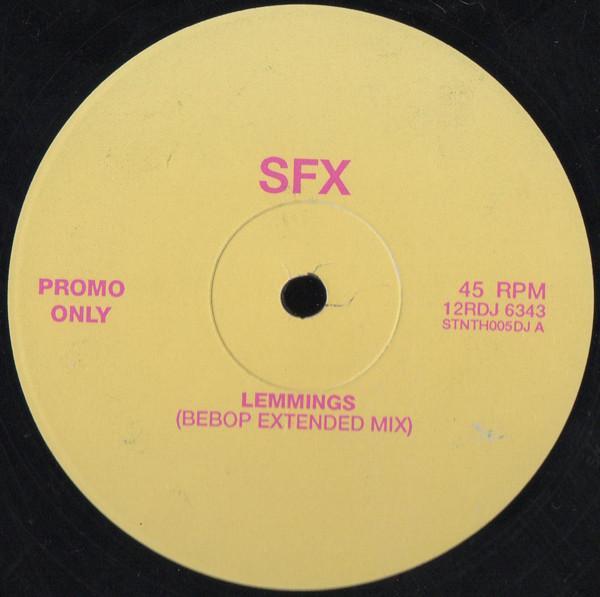 SFX
PROMO
ONLY
45 RPM
12RDJ 6343
STNTH005DJ A
LEMMINGS
(BEBOP EXTENDED MIX)